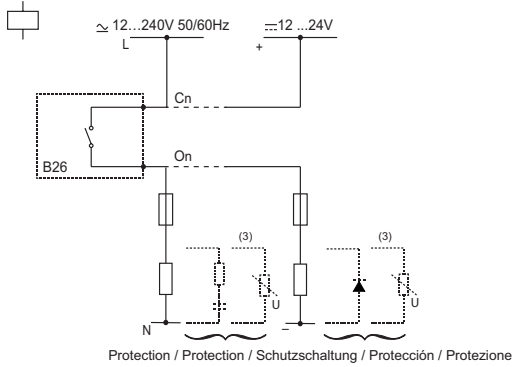 ≂ 12...240V 50/60Hz
⎓12 ...24V
L
+
Cn
On
B26
(3)
(3)
U
U
N
–
Protection / Protection / Schutzschaltung / Protección / Protezione